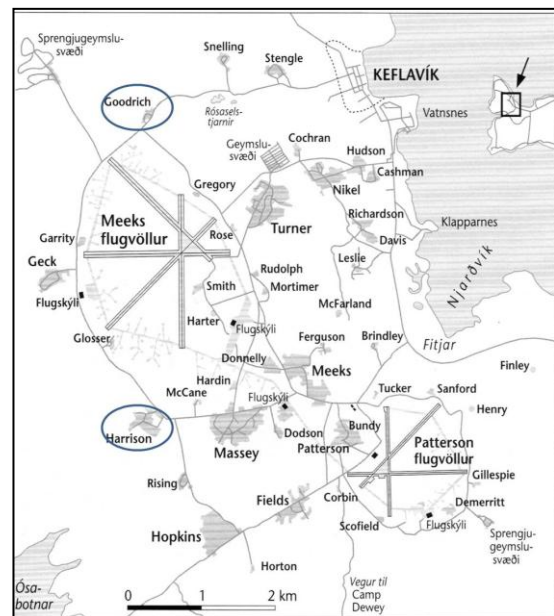 Sprengjugeymslu-
svæði
Snelling
Stengle
KEFLAVÍK
Goodrich
Rósasels-
tjarnir
Vatnsnes
Geymslu-
svæði
Cochran
Hudson
Cashman
Nikel
Gregory
Meeks
flugvöllur
Rose
Turner
Richardson
Davis
Klapparnes
Garrity
Geck
Leslie
Rudolph
Smith
Mortimer
Flugskýli
Njarðvík
McFarland
Harter
Flugskýli
Glosser
Ferguson
Brindley
Fitjar
Donnelly
Meeks
Finley
Hardin
McCane
Flugskýli
Tucker
Sanford
Henry
Harrison
Massey
Dodson
Bundy
Patterson
Patterson
flugvöllur
Gillespie
Rising
Fields
Corbin
Demerritt
Scofield
Flugskýli
Hopkins
Sprengju-
geymslu-
svæði
Horton
Ósa-
botnar
0 1 2 km
Vegur til
Camp
Dewey